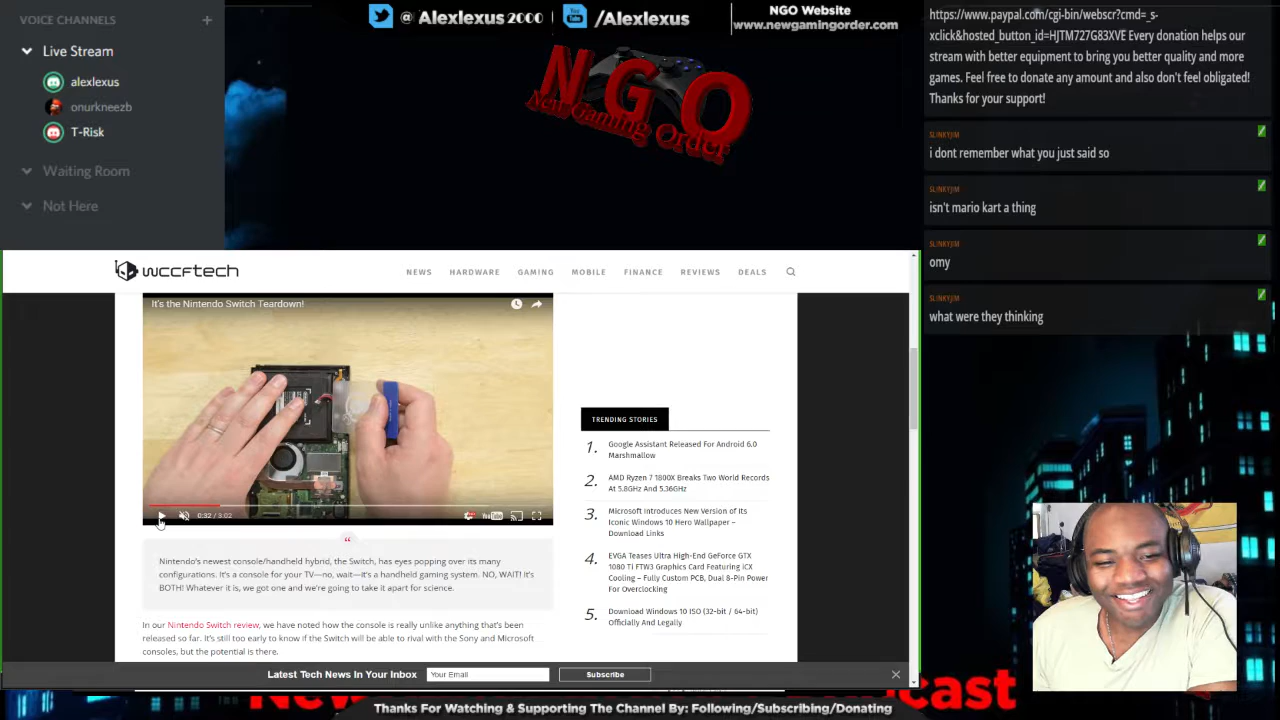 VOICE CHANNELS
Live Stream
alexlexus
onurkneezb
T-Risk
Waiting Room
Not Here
@ Alexlexus 2000
/Alexlexus
NGO Website
www.newgamingorder.com
NGO
New Gaming Order
https://www.paypal.com/cgi-bin/webscr?cmd=_s-
xclick&hosted_button_id=HJTM727G83XVE Every donation helps our
stream with better equipment to bring you better quality and more
games. Feel free to donate any amount and also don't feel obligated!
Thanks for your support!
SL1NKYJIM
i dont remember what you just said so
SL1NKYJIM
isn't mario kart a thing
SL1NKYJIM
omy
SL1NKYJIM
what were they thinking
wccftech
NEWS HARDWARE GAMING MOBILE FINANCE REVIEWS DEALS
It's the Nintendo Switch Teardown!
0:32 / 3:02
YouTube
Nintendo's newest console/handheld hybrid, the Switch, has eyes popping over its many
configurations. It's a console for your TV—no, wait—it's a handheld gaming system. NO, WAIT! It's
BOTH! Whatever it is, we got one and we're going to take it apart for science.
In our Nintendo Switch review, we have noted how the console is really unlike anything that's been
released so far. It's still too early to know if the Switch will be able to rival with the Sony and Microsoft
consoles, but the potential is there.
TRENDING STORIES
1. Google Assistant Released For Android 6.0
Marshmallow
2. AMD Ryzen 7 1800X Breaks Two World Records
At 5.8GHz And 5.36GHz
3. Microsoft Introduces New Version of Its
Iconic Windows 10 Hero Wallpaper –
Download Links
4. EVGA Teases Ultra High-End GeForce GTX
1080 Ti FTW3 Graphics Card Featuring iCX
Cooling – Fully Custom PCB, Dual 8-Pin Power
For Overclocking
5. Download Windows 10 ISO (32-bit / 64-bit)
Officially And Legally
Latest Tech News In Your Inbox
Your Email
Subscribe
Thanks For Watching & Supporting The Channel By: Following/Subscribing/Donating